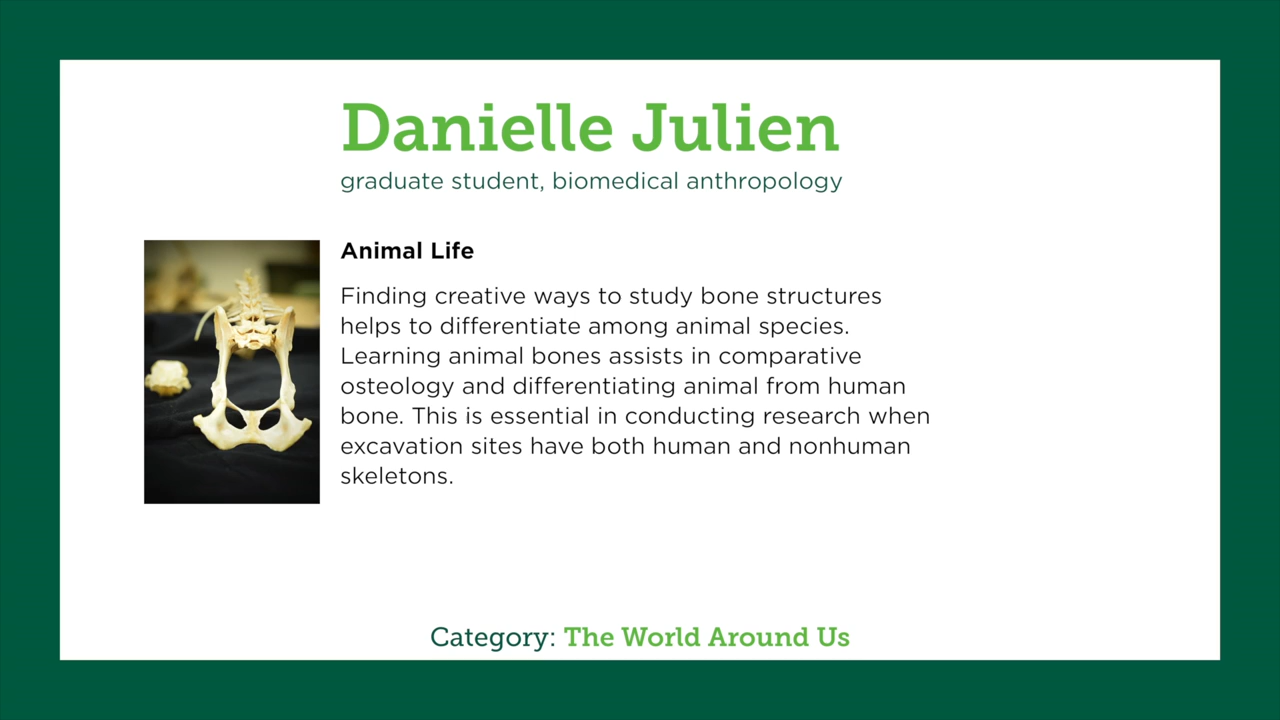 Danielle Julien
graduate student, biomedical anthropology
Animal Life
Finding creative ways to study bone structures
helps to differentiate among animal species.
Learning animal bones assists in comparative
osteology and differentiating animal from human
bone. This is essential in conducting research when
excavation sites have both human and nonhuman
skeletons.
Category: The World Around Us